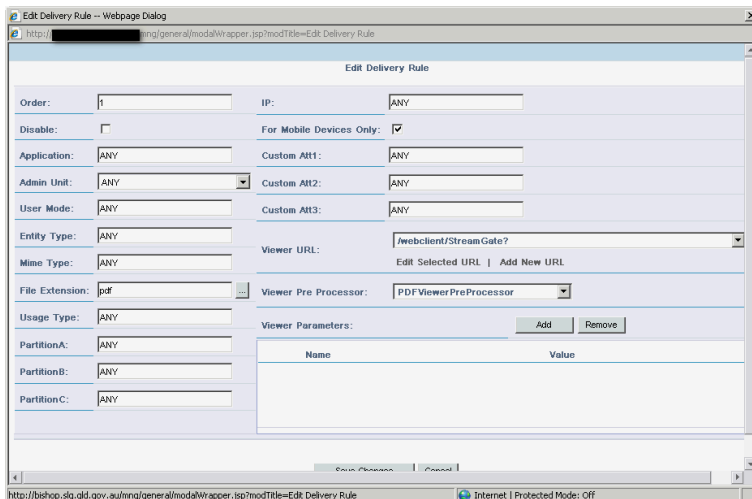 Edit Delivery Rule -- Webpage Dialog
http:// mng/general/modalWrapper.jsp?modTitle=Edit Delivery Rule
Edit Delivery Rule
Order: 1 IP: ANY
Disable: For Mobile Devices Only:
Application: ANY Custom Att1: ANY
Admin Unit: ANY Custom Att2: ANY
User Mode: ANY Custom Att3: ANY
Entity Type: ANY Viewer URL: /webclient/StreamGate?
Mime Type: ANY Edit Selected URL | Add New URL
File Extension: pdf ... Viewer Pre Processor: PDFViewerPreProcessor
Usage Type: ANY Viewer Parameters: Add Remove
PartitionA: ANY Name Value
PartitionB: ANY
PartitionC: ANY
Save Changes Cancel
http://bishop.slq.qld.gov.au/mng/general/modalWrapper.jsp?modTitle=Edit Delivery Rule Internet | Protected Mode: Off